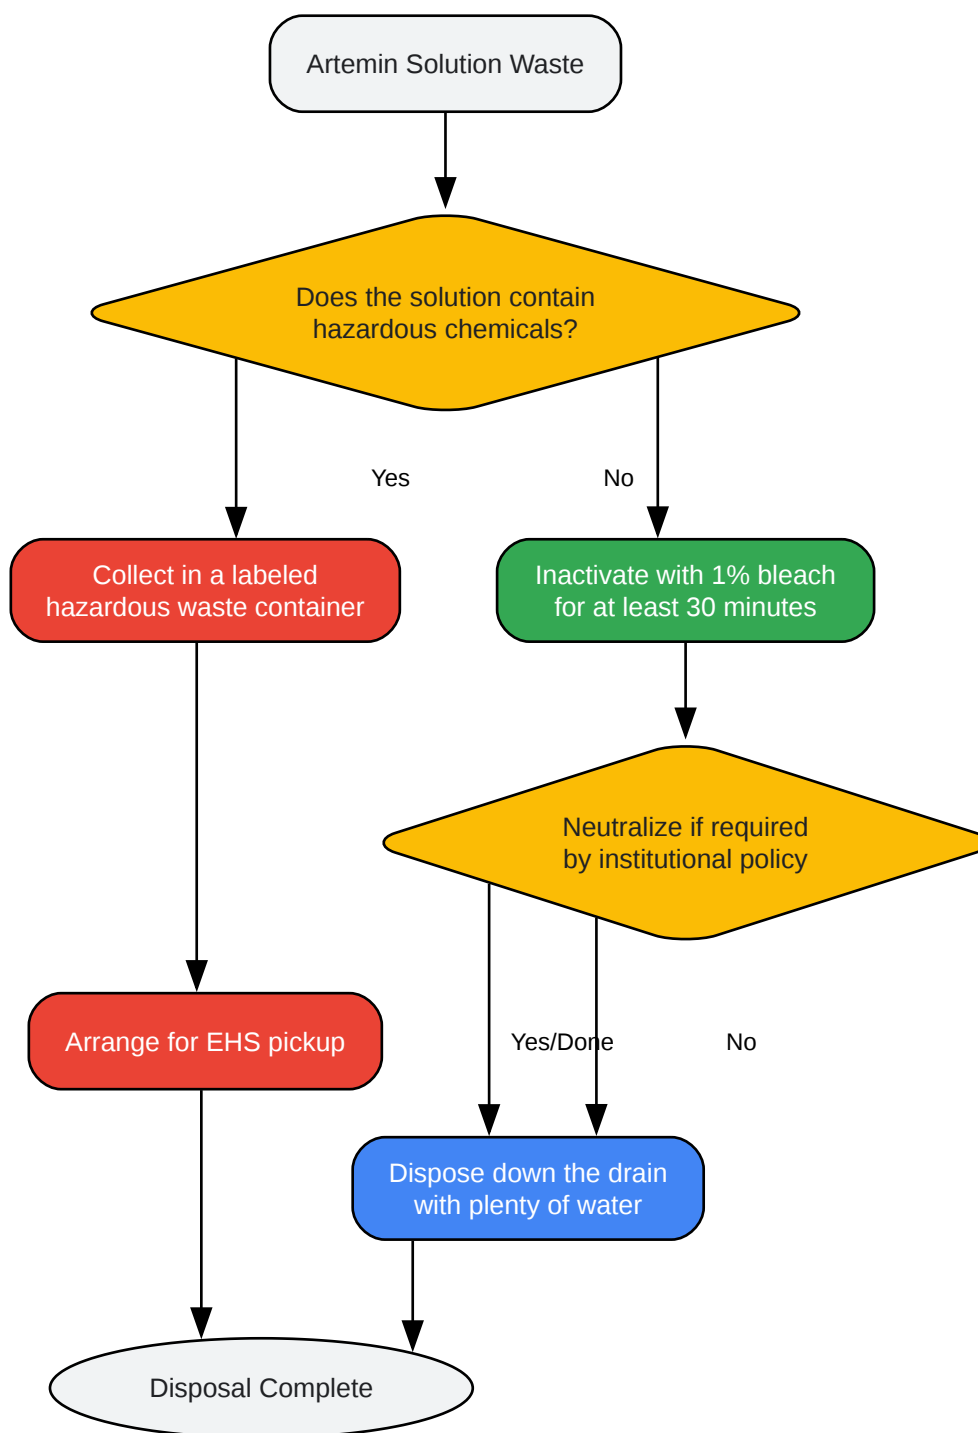 Artemin Solution Waste
Does the solution contain
hazardous chemicals?
Yes
No
Collect in a labeled
hazardous waste container
Inactivate with 1% bleach
for at least 30 minutes
Neutralize if required
by institutional policy
Arrange for EHS pickup
Yes/Done
No
Dispose down the drain
with plenty of water
Disposal Complete